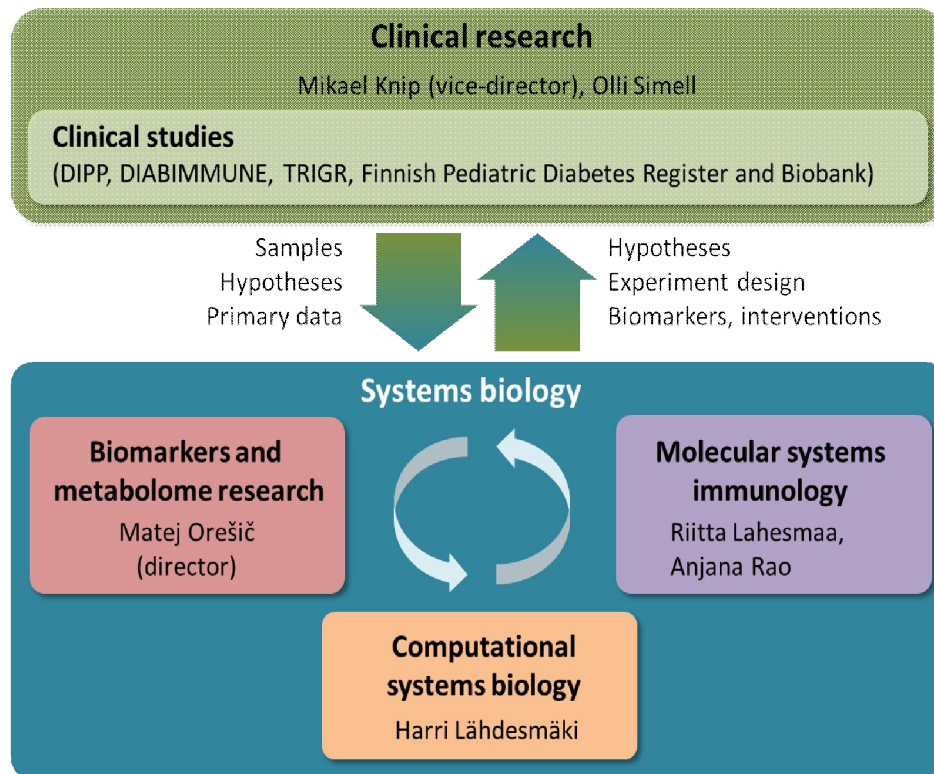 Clinical research
Mikael Knip (vice-director), Olli Simell
Clinical studies
(DIPP, DIABIMMUNE, TRIGR, Finnish Pediatric Diabetes Register and Biobank)
Samples
Hypotheses
Primary data
Hypotheses
Experiment design
Biomarkers, interventions
Systems biology
Biomarkers and
metabolome research
Matej Orešič
(director)
Molecular systems
immunology
Riitta Lahesmaa,
Anjana Rao
Computational
systems biology
Harri Lähdesmäki